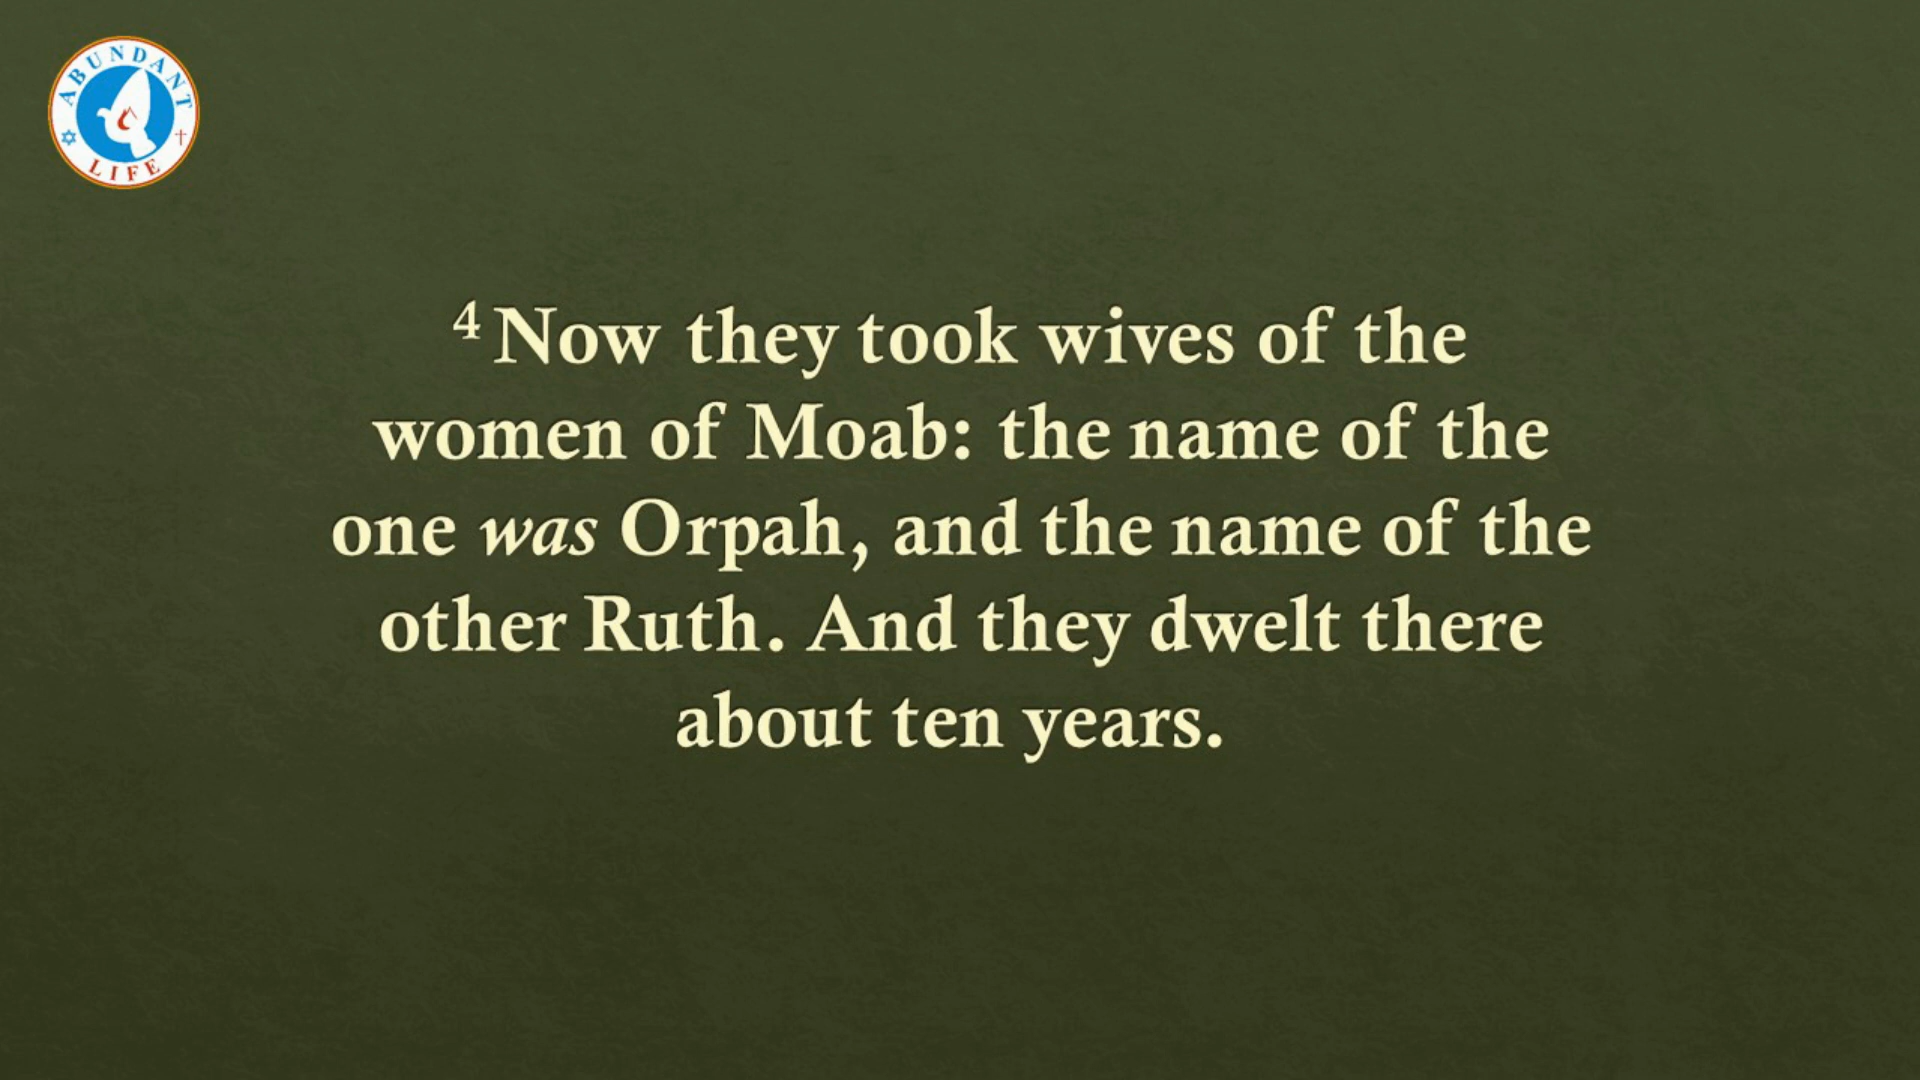 ABUNDANT
LIFE
4 Now they took wives of the
women of Moab: the name of the
one was Orpah, and the name of the
other Ruth. And they dwelt there
about ten years.